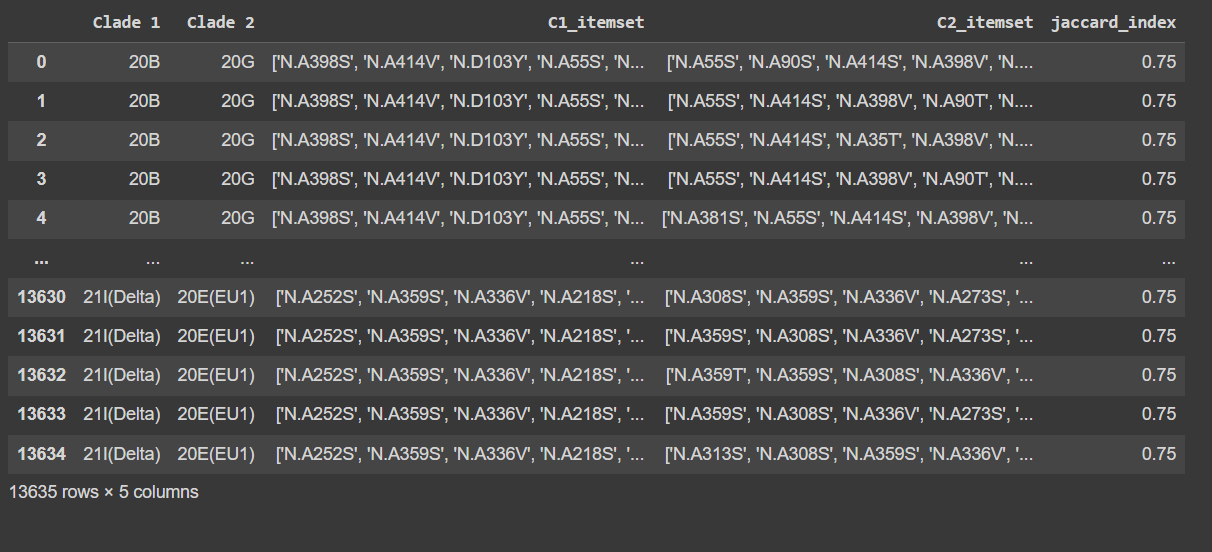 Clade 1 Clade 2 C1_itemset C2_itemset jaccard_index
0 20B 20G ['N.A398S', 'N.A414V', 'N.D103Y', 'N.A55S', 'N... ['N.A55S', 'N.A90S', 'N.A414S', 'N.A398V', 'N.... 0.75
1 20B 20G ['N.A398S', 'N.A414V', 'N.D103Y', 'N.A55S', 'N... ['N.A55S', 'N.A414S', 'N.A398V', 'N.A90T', 'N.... 0.75
2 20B 20G ['N.A398S', 'N.A414V', 'N.D103Y', 'N.A55S', 'N... ['N.A55S', 'N.A414S', 'N.A35T', 'N.A398V', 'N.... 0.75
3 20B 20G ['N.A398S', 'N.A414V', 'N.D103Y', 'N.A55S', 'N... ['N.A55S', 'N.A414S', 'N.A398V', 'N.A90T', 'N.... 0.75
4 20B 20G ['N.A398S', 'N.A414V', 'N.D103Y', 'N.A55S', 'N... ['N.A381S', 'N.A55S', 'N.A414S', 'N.A398V', 'N... 0.75
... ... ... ... ... ...
13630 21I(Delta) 20E(EU1) ['N.A252S', 'N.A359S', 'N.A336V', 'N.A218S', '... ['N.A308S', 'N.A359S', 'N.A336V', 'N.A273S', '... 0.75
13631 21I(Delta) 20E(EU1) ['N.A252S', 'N.A359S', 'N.A336V', 'N.A218S', '... ['N.A359S', 'N.A308S', 'N.A336V', 'N.A273S', '... 0.75
13632 21I(Delta) 20E(EU1) ['N.A252S', 'N.A359S', 'N.A336V', 'N.A218S', '... ['N.A359T', 'N.A359S', 'N.A308S', 'N.A336V', '... 0.75
13633 21I(Delta) 20E(EU1) ['N.A252S', 'N.A359S', 'N.A336V', 'N.A218S', '... ['N.A359S', 'N.A308S', 'N.A336V', 'N.A273S', '... 0.75
13634 21I(Delta) 20E(EU1) ['N.A252S', 'N.A359S', 'N.A336V', 'N.A218S', '... ['N.A313S', 'N.A308S', 'N.A359S', 'N.A336V', '... 0.75
13635 rows × 5 columns